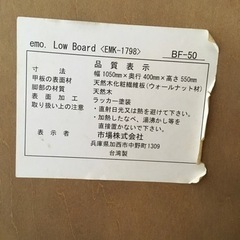 emo. Low Board <EMK-1798> BF-50
品質表示
寸法 幅1050mm×奥行400mm×高さ550mm
甲板の表面材 天然木化粧繊維板(ウォールナット材)
脚部の材質 天然木
表面加工 ラッカー塗装
取り扱い上の注意 ・直射日光又は熱を避けて下さい。
・加熱したなべ、湯沸かし等を
直かに置かないで下さい。
市場株式会社
兵庫県加西市中野町1309
台湾製